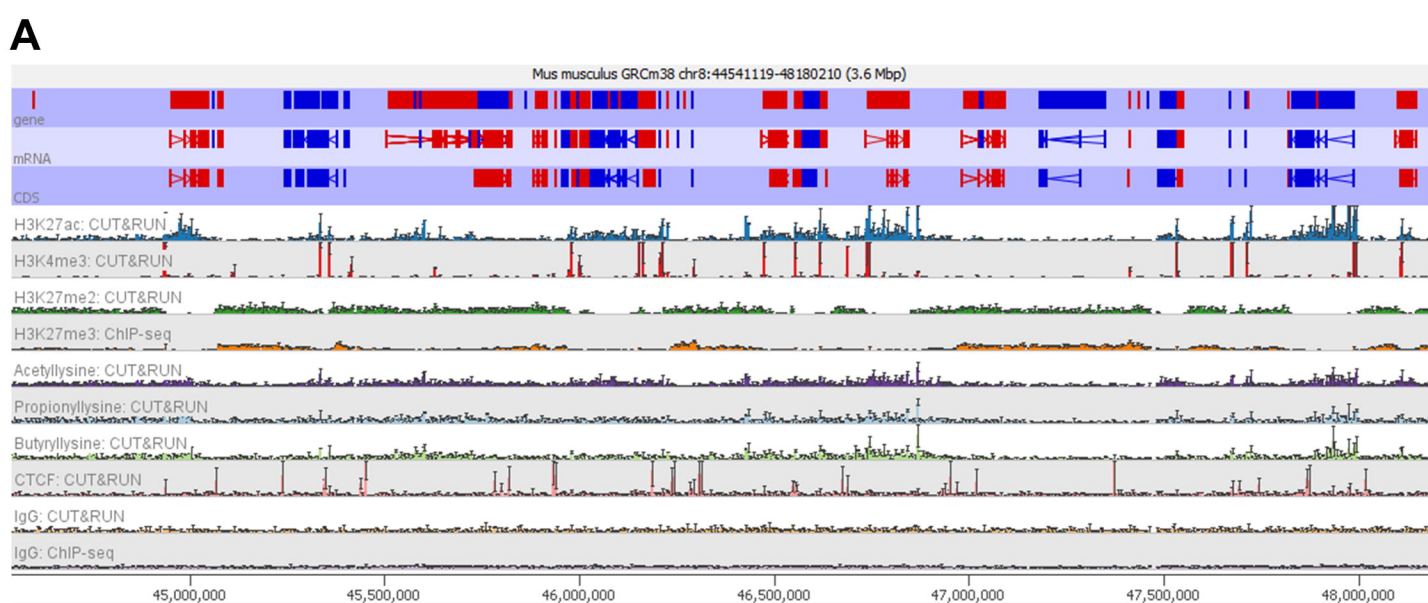 A
Mus musculus GRCm38 chr8:44541119-48180210 (3.6 Mbp)
gene
mRNA
CDS
H3K27ac: CUT&RUN
H3K4me3: CUT&RUN
H3K27me2: CUT&RUN
H3K27me3: ChIP-seq
Acetyllysine: CUT&RUN
Propionyllysine: CUT&RUN
Butyryllysine: CUT&RUN
CTCF: CUT&RUN
IgG: CUT&RUN
IgG: ChIP-seq
45,000,000 45,500,000 46,000,000 46,500,000 47,000,000 47,500,000 48,000,000